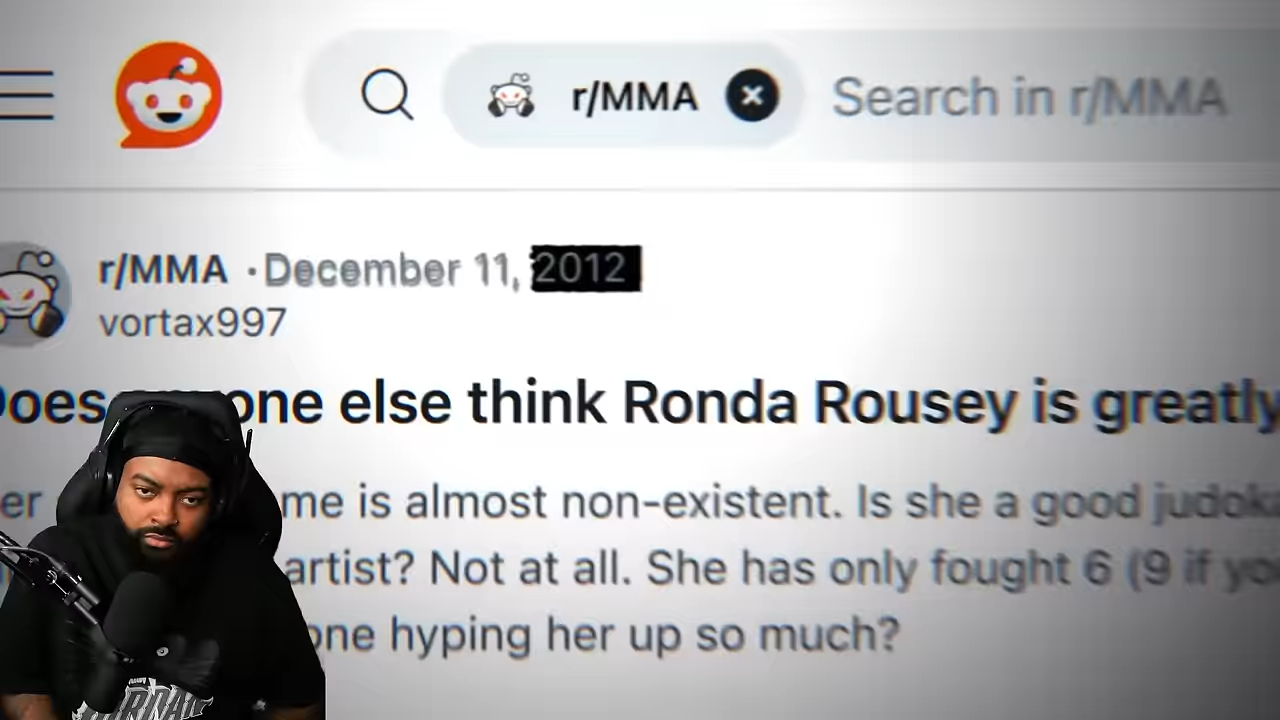 r/MMA Search in r/MMA
r/MMA · December 11, 2012
vortax997
one else think Ronda Rousey is greatly
me is almost non-existent. Is she a good
artist? Not at all. She has only fought 6 (9 if
one hyping her up so much?